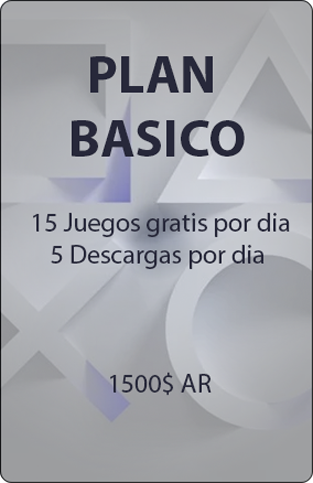 PLAN
BASICO
15 Juegos gratis por dia
5 Descargas por dia
1500$ AR